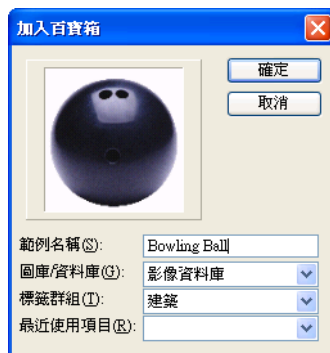 加入百寶箱
確定
取消
範例名稱(S): Bowling Ball
圖庫/資料庫(G): 影像資料庫
標籤群組(T): 建築
最近使用項目(R):